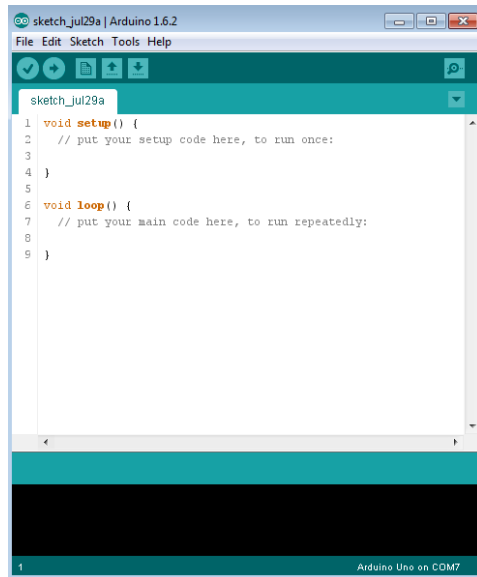 sketch_jul29a | Arduino 1.6.2
File Edit Sketch Tools Help
sketch_jul29a
1 void setup() {
2   // put your setup code here, to run once:
3
4 }
5
6 void loop() {
7   // put your main code here, to run repeatedly:
8
9 }
1 Arduino Uno on COM7